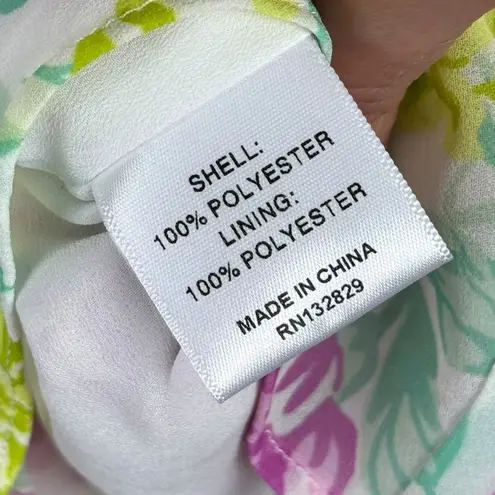 SHELL:
100% POLYESTER
LINING:
100% POLYESTER
MADE IN CHINA
RN132829